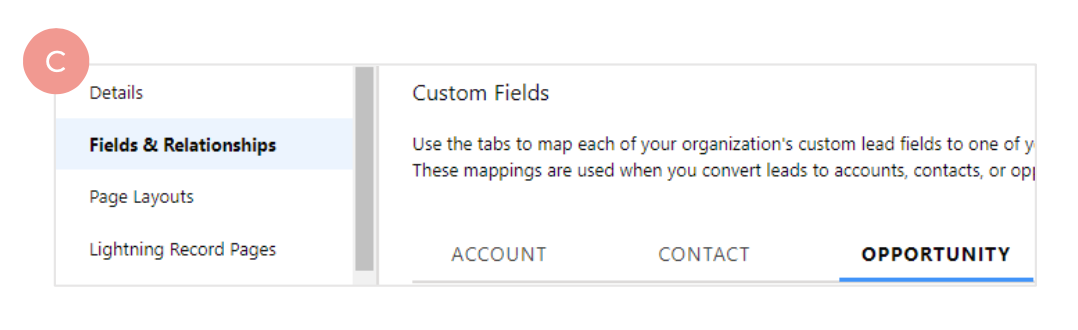 C
Details
Fields & Relationships
Page Layouts
Lightning Record Pages
Custom Fields
Use the tabs to map each of your organization's custom lead fields to one of
These mappings are used when you convert leads to accounts, contacts, or
ACCOUNT CONTACT OPPORTUNITY